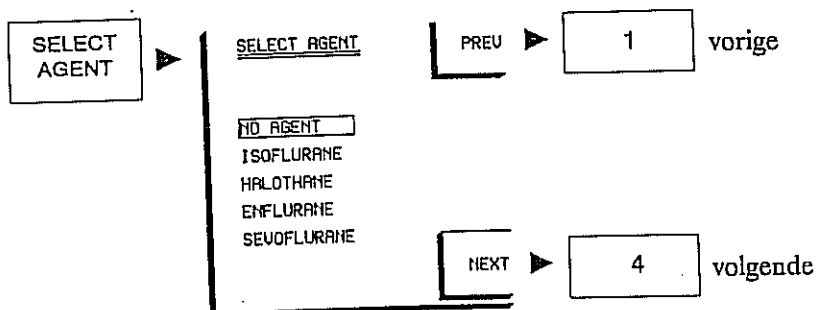 SELECT
AGENT
SELECT AGENT
PREV
1
vorige
NO AGENT
ISOFLURANE
HALOTHANE
ENFLURANE
SEVOFLURANE
NEXT
4
volgende